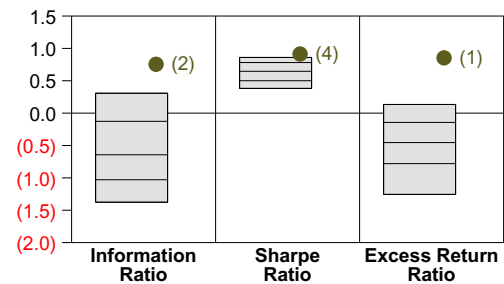 1.5
1.0
0.5
0.0
(0.5)
(1.0)
(1.5)
(2.0)
(2)
(4)
(1)
Information
Ratio
Sharpe
Ratio
Excess Return
Ratio